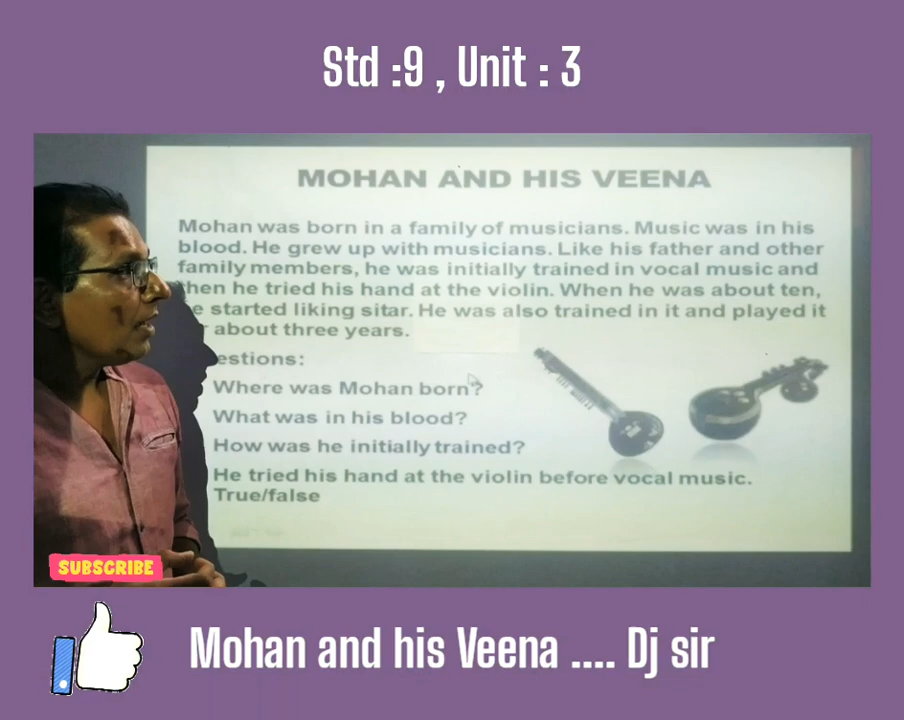 Std :9 , Unit : 3
MOHAN AND HIS VEENA
Mohan was born in a family of musicians. Music was in his
blood. He grew up with musicians. Like his father and other
family members, he was initially trained in vocal music and
then he tried his hand at the violin. When he was about ten,
e started liking sitar. He was also trained in it and played it
r about three years.
estions:
Where was Mohan born?
What was in his blood?
How was he initially trained?
He tried his hand at the violin before vocal music.
True/false
SUBSCRIBE
Mohan and his Veena .... Dj sir